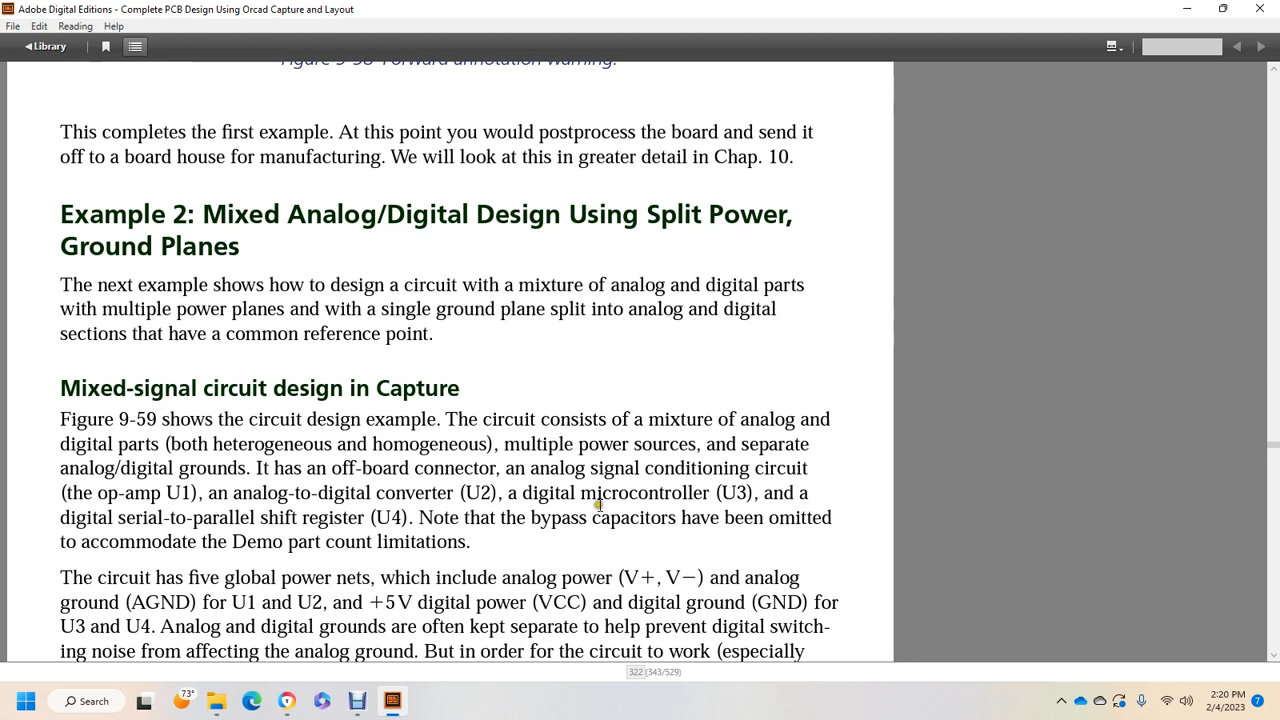 Adobe Digital Editions - Complete PCB Design Using Orcad Capture and Layout
File Edit Reading Help
Library
Figure 9-58 Forward annotation warning.
This completes the first example. At this point you would postprocess the board and send it
off to a board house for manufacturing. We will look at this in greater detail in Chap. 10.
Example 2: Mixed Analog/Digital Design Using Split Power,
Ground Planes
The next example shows how to design a circuit with a mixture of analog and digital parts
with multiple power planes and with a single ground plane split into analog and digital
sections that have a common reference point.
Mixed-signal circuit design in Capture
Figure 9-59 shows the circuit design example. The circuit consists of a mixture of analog and
digital parts (both heterogeneous and homogeneous), multiple power sources, and separate
analog/digital grounds. It has an off-board connector, an analog signal conditioning circuit
(the op-amp U1), an analog-to-digital converter (U2), a digital microcontroller (U3), and a
digital serial-to-parallel shift register (U4). Note that the bypass capacitors have been omitted
to accommodate the Demo part count limitations.
The circuit has five global power nets, which include analog power (V+, V−) and analog
ground (AGND) for U1 and U2, and +5V digital power (VCC) and digital ground (GND) for
U3 and U4. Analog and digital grounds are often kept separate to help prevent digital switch-
ing noise from affecting the analog ground. But in order for the circuit to work (especially
322 (343/529)
Search
73°
2:20 PM
2/4/2023
7